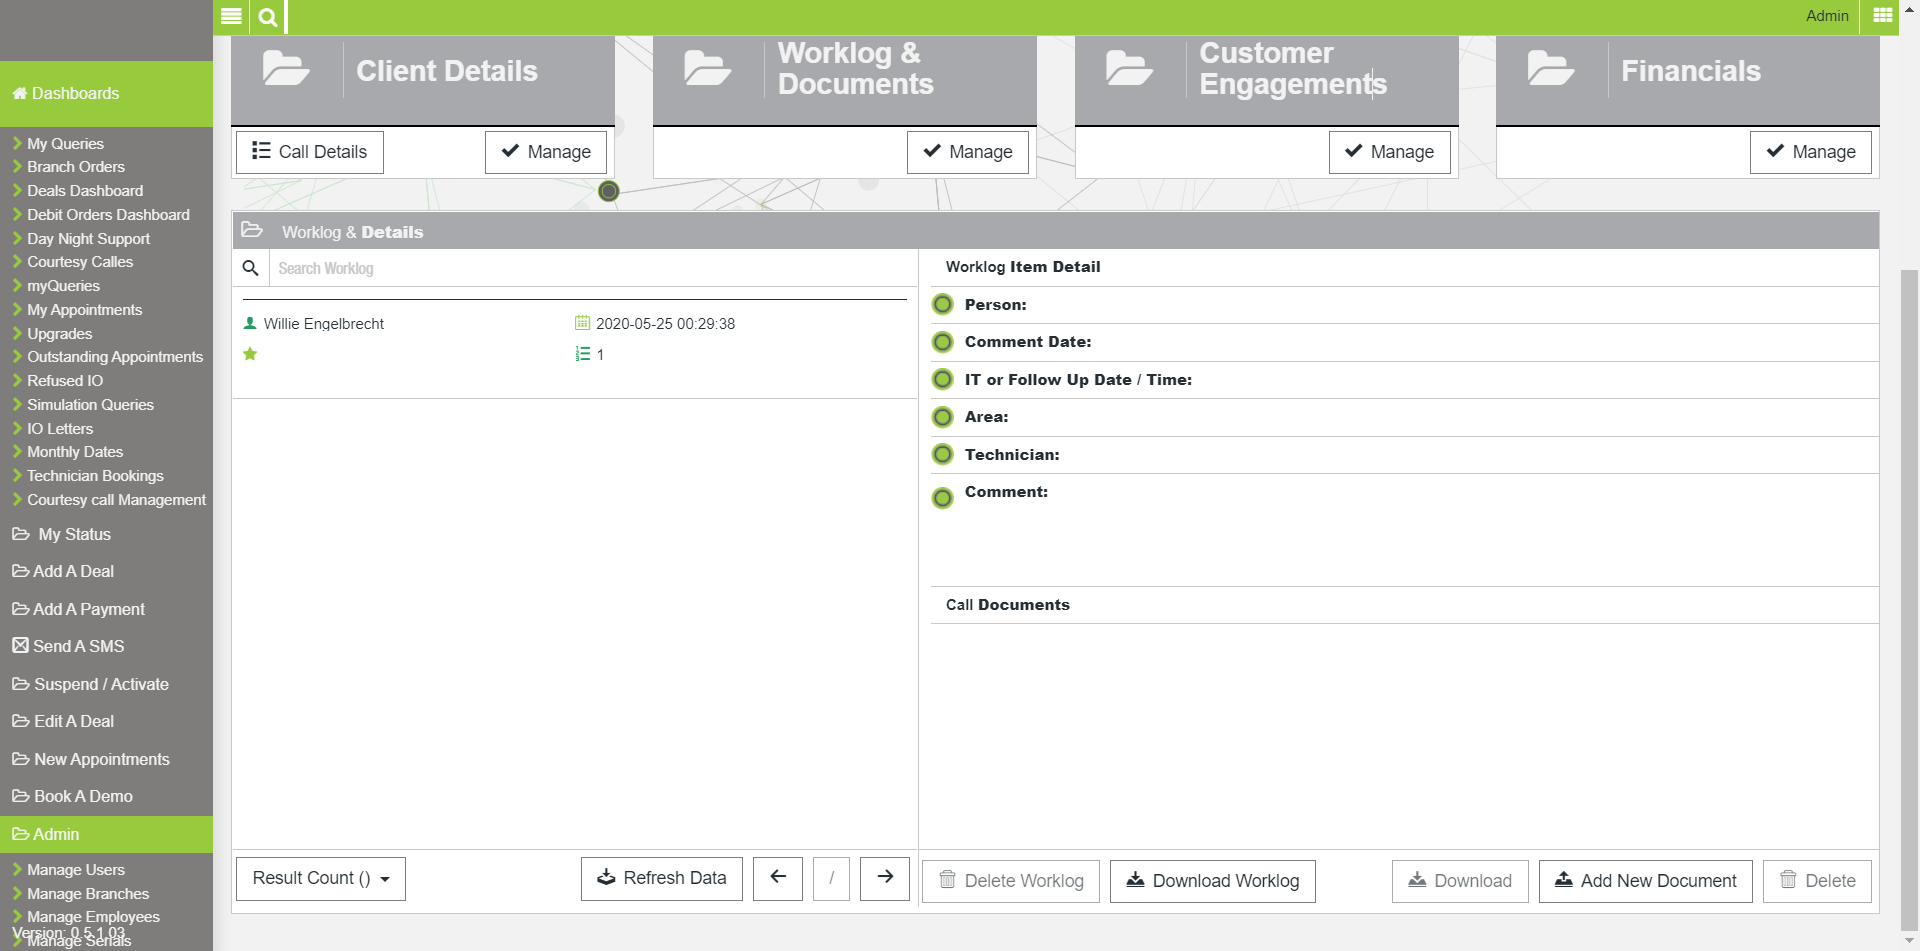 Admin
Dashboards
My Queries
Branch Orders
Deals Dashboard
Debit Orders Dashboard
Day Night Support
Courtesy Calles
myQueries
My Appointments
Upgrades
Outstanding Appointments
Refused IO
Simulation Queries
IO Letters
Monthly Dates
Technician Bookings
Courtesy call Management
My Status
Add A Deal
Add A Payment
Send A SMS
Suspend / Activate
Edit A Deal
New Appointments
Book A Demo
Admin
Manage Users
Manage Branches
Manage Employees
Version: 0.5.1.03
Manage Serials
Client Details
Call Details
Manage
Worklog &
Documents
Manage
Customer
Engagements
Manage
Financials
Manage
Worklog & Details
Search Worklog
Willie Engelbrecht
2020-05-25 00:29:38
1
Worklog Item Detail
Person:
Comment Date:
IT or Follow Up Date / Time:
Area:
Technician:
Comment:
Call Documents
Result Count ()
Refresh Data
/
Delete Worklog
Download Worklog
Download
Add New Document
Delete